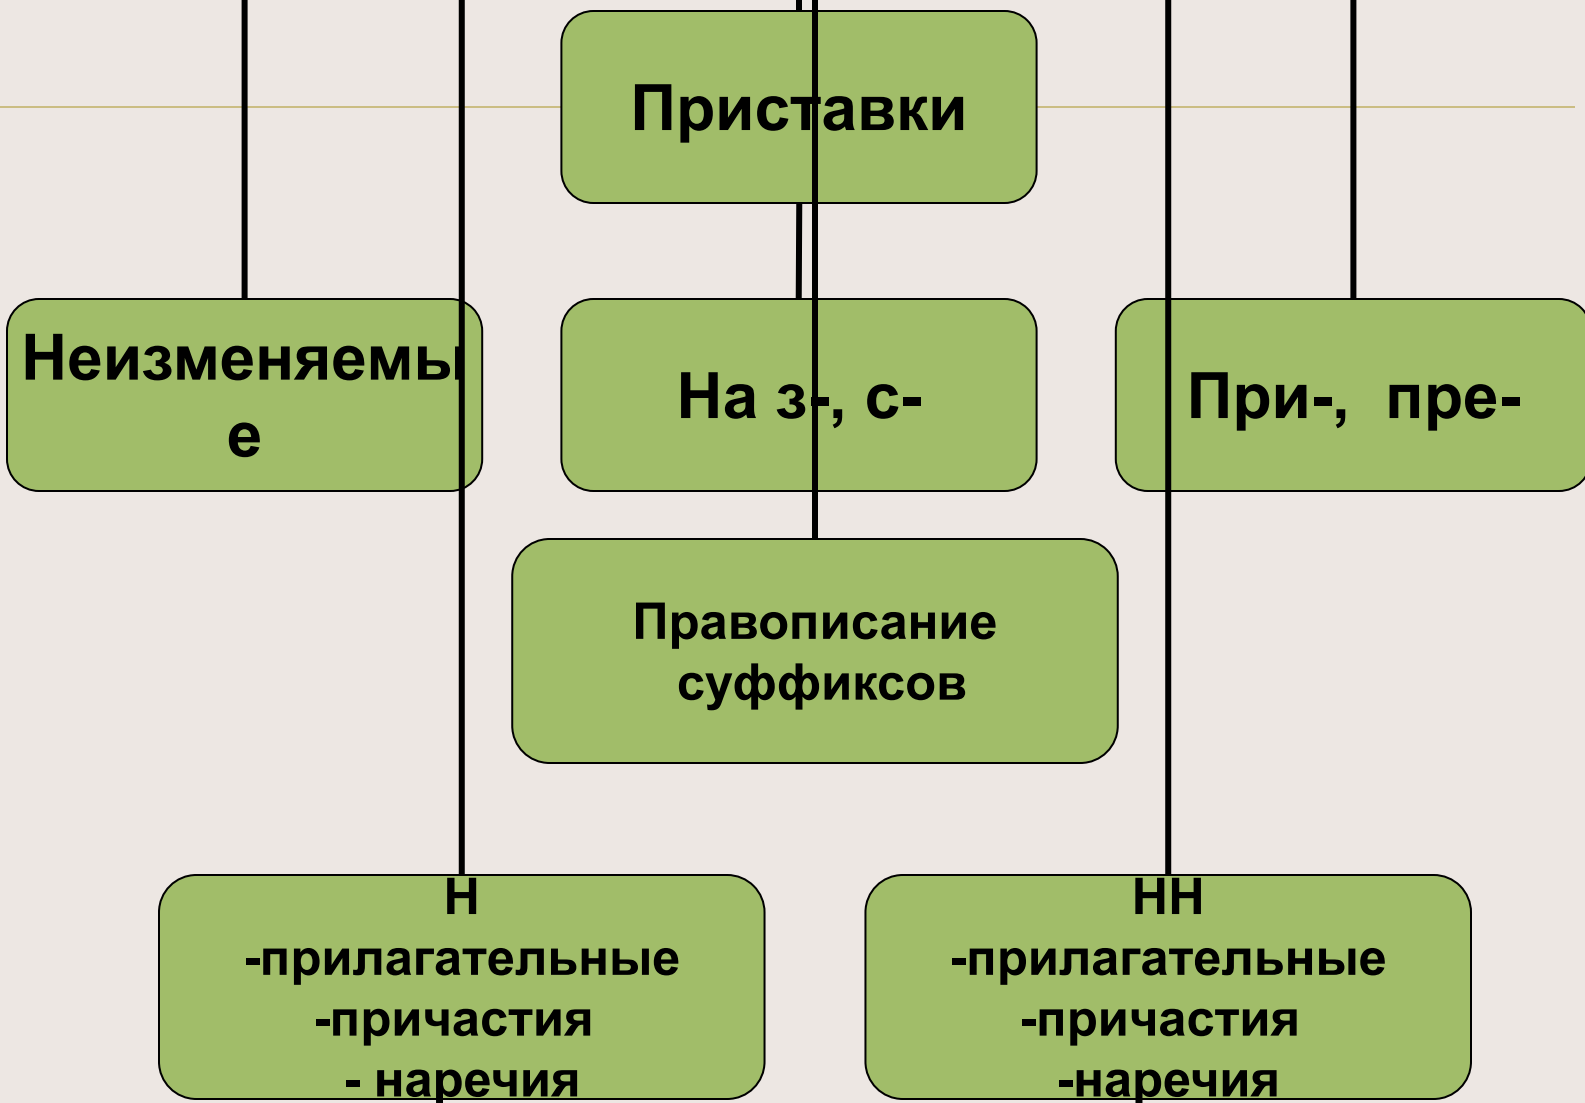 Приставки
Неизменяемы
е
На з-, с-
При-, пре-
Правописание
суффиксов
Н
-прилагательные
-причастия
- наречия
НН
-прилагательные
-причастия
-наречия